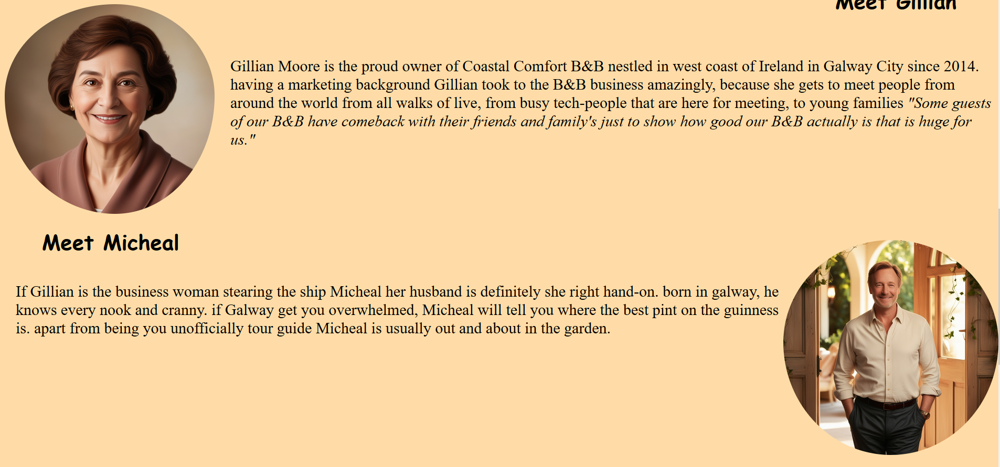 Meet Gillian
Gillian Moore is the proud owner of Coastal Comfort B&B nestled in west coast of Ireland in Galway City since 2014.
having a marketing background Gillian took to the B&B business amazingly, because she gets to meet people from
around the world from all walks of live, from busy tech-people that are here for meeting, to young families "Some guests
of our B&B have comeback with their friends and family's just to show how good our B&B actually is that is huge for
us."
Meet Micheal
If Gillian is the business woman stearing the ship Micheal her husband is definitely she right hand-on. born in galway, he
knows every nook and cranny. if Galway get you overwhelmed, Micheal will tell you where the best pint on the guinness
is. apart from being you unofficially tour guide Micheal is usually out and about in the garden.